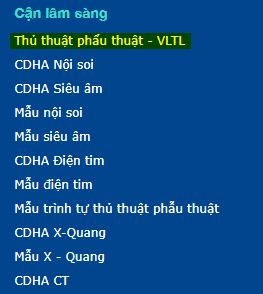 Cận lâm sàng
Thủ thuật phẩu thuật - VLTL
CDHA Nội soi
CDHA Siêu âm
Mẫu nội soi
Mẫu siêu âm
CDHA Điện tim
Mẫu điện tim
Mẫu trình tự thủ thuật phẫu thuật
CDHA X-Quang
Mẫu X - Quang
CDHA CT